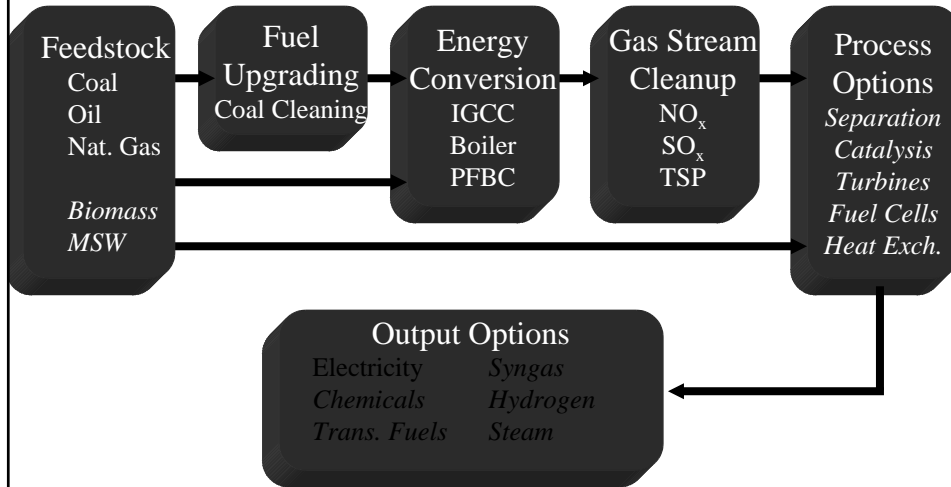 Feedstock
Coal
Oil
Nat. Gas
Biomass
MSW
Fuel
Upgrading
Coal Cleaning
Energy
Conversion
IGCC
Boiler
PFBC
Gas Stream
Cleanup
NOx
SOx
TSP
Process
Options
Separation
Catalysis
Turbines
Fuel Cells
Heat Exch.
Output Options
Electricity Syngas
Chemicals Hydrogen
Trans. Fuels Steam